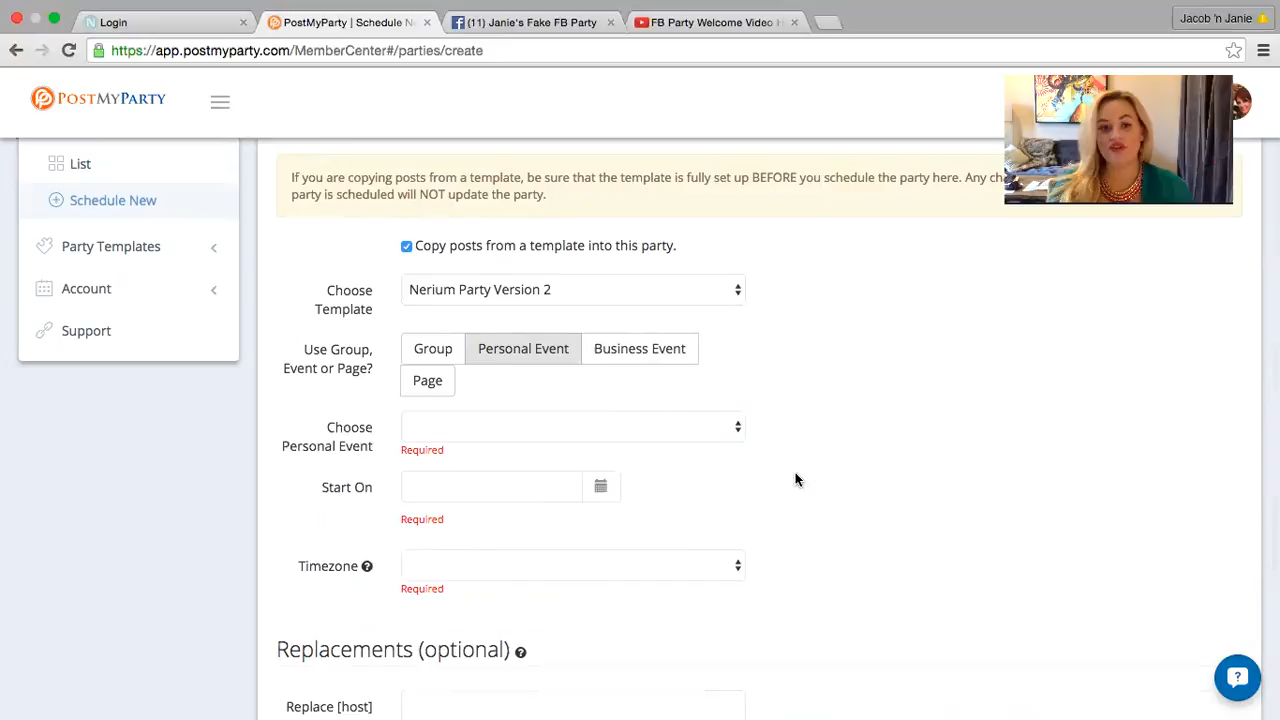 Login
PostMyParty | Schedule N
(11) Janie's Fake FB Party
FB Party Welcome Video
Jacob 'n Janie
https://app.postmyparty.com/MemberCenter#/parties/create
POSTMYPARTY
List
Schedule New
Party Templates
Account
Support
If you are copying posts from a template, be sure that the template is fully set up BEFORE you schedule the party here. Any
party is scheduled will NOT update the party.
Copy posts from a template into this party.
Choose
Template
Nerium Party Version 2
Use Group,
Event or Page?
Group
Personal Event
Business Event
Page
Choose
Personal Event
Required
Start On
Required
Timezone
Required
Replacements (optional)
Replace [host]